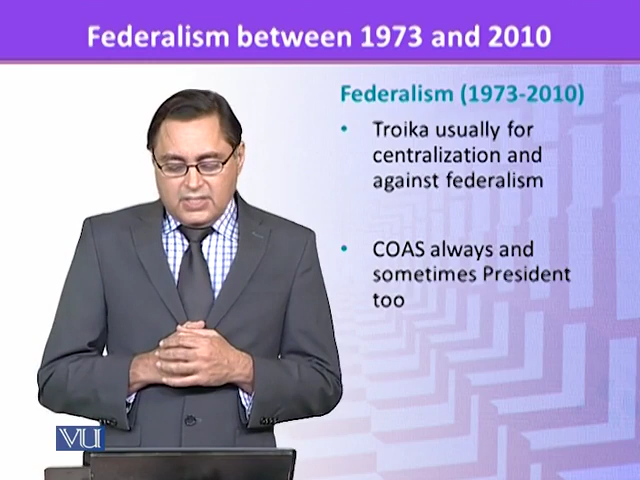 Federalism between 1973 and 2010
Federalism (1973-2010)
• Troika usually for
centralization and
against federalism
• COAS always and
sometimes President
too
VU